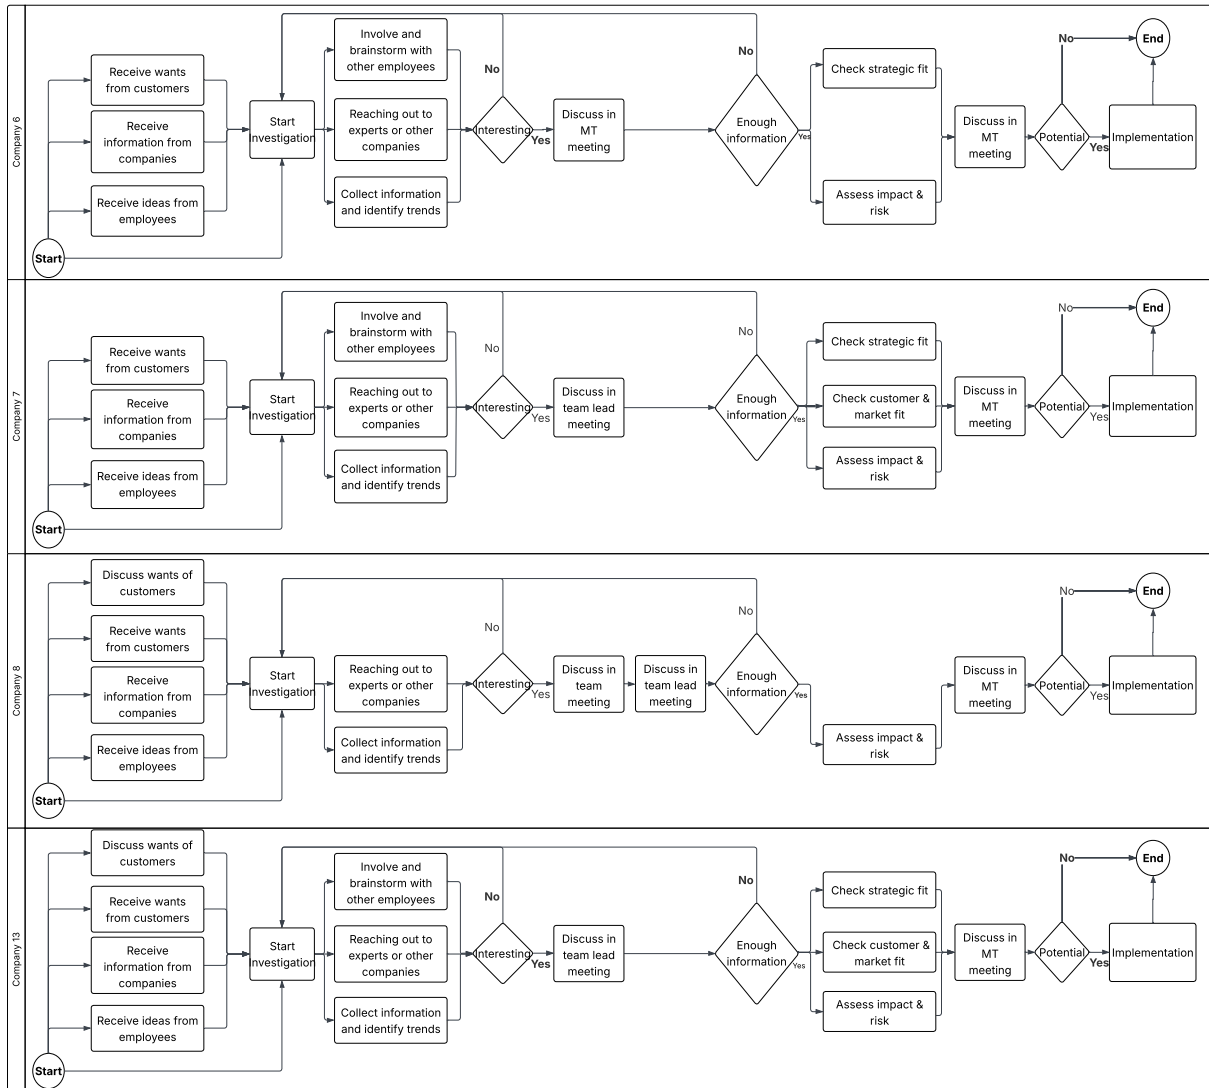 Company 6
Start
Receive wants
from customers
Receive
information from
companies
Receive ideas from
employees
Start
Investigation
Involve and
brainstorm with
other employees
Reaching out to
experts or other
companies
Collect information
and identify trends
Interesting
No
Yes
Discuss in
MT
meeting
Enough
information
No
Yes
Check strategic fit
Assess impact &
risk
Discuss in
MT
meeting
Potential
No
Yes
Implementation
End
Company 7
Start
Receive wants
from customers
Receive
information from
companies
Receive ideas from
employees
Start
Investigation
Involve and
brainstorm with
other employees
Reaching out to
experts or other
companies
Collect information
and identify trends
Interesting
No
Yes
Discuss in
team lead
meeting
Enough
information
No
Yes
Check strategic fit
Check customer &
market fit
Assess impact &
risk
Discuss in
MT
meeting
Potential
No
Yes
Implementation
End
Company 8
Start
Discuss wants of
customers
Receive wants
from customers
Receive
information from
companies
Receive ideas from
employees
Start
Investigation
Reaching out to
experts or other
companies
Collect information
and identify trends
Interesting
No
Yes
Discuss in
team
meeting
Discuss in
team lead
meeting
Enough
information
No
Yes
Assess impact &
risk
Discuss in
MT
meeting
Potential
No
Yes
Implementation
End
Company 13
Start
Discuss wants of
customers
Receive wants
from customers
Receive
information from
companies
Receive ideas from
employees
Start
Investigation
Involve and
brainstorm with
other employees
Reaching out to
experts or other
companies
Collect information
and identify trends
Interesting
No
Yes
Discuss in
team lead
meeting
Enough
information
No
Yes
Check strategic fit
Check customer &
market fit
Assess impact &
risk
Discuss in
MT
meeting
Potential
No
Yes
Implementation
End